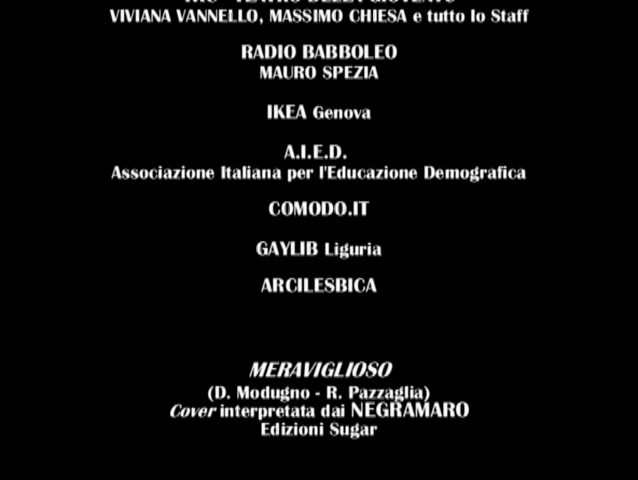 VIVIANA VANNELLO, MASSIMO CHIESA e tutto lo Staff
RADIO BABBOLEO
MAURO SPEZIA
IKEA Genova
A.I.E.D.
Associazione Italiana per l'Educazione Demografica
COMODO.IT
GAYLIB Liguria
ARCILESBICA
MERAVIGLIOSO
(D. Modugno - R. Pazzaglia)
Cover interpretata dai NEGRAMARO
Edizioni Sugar